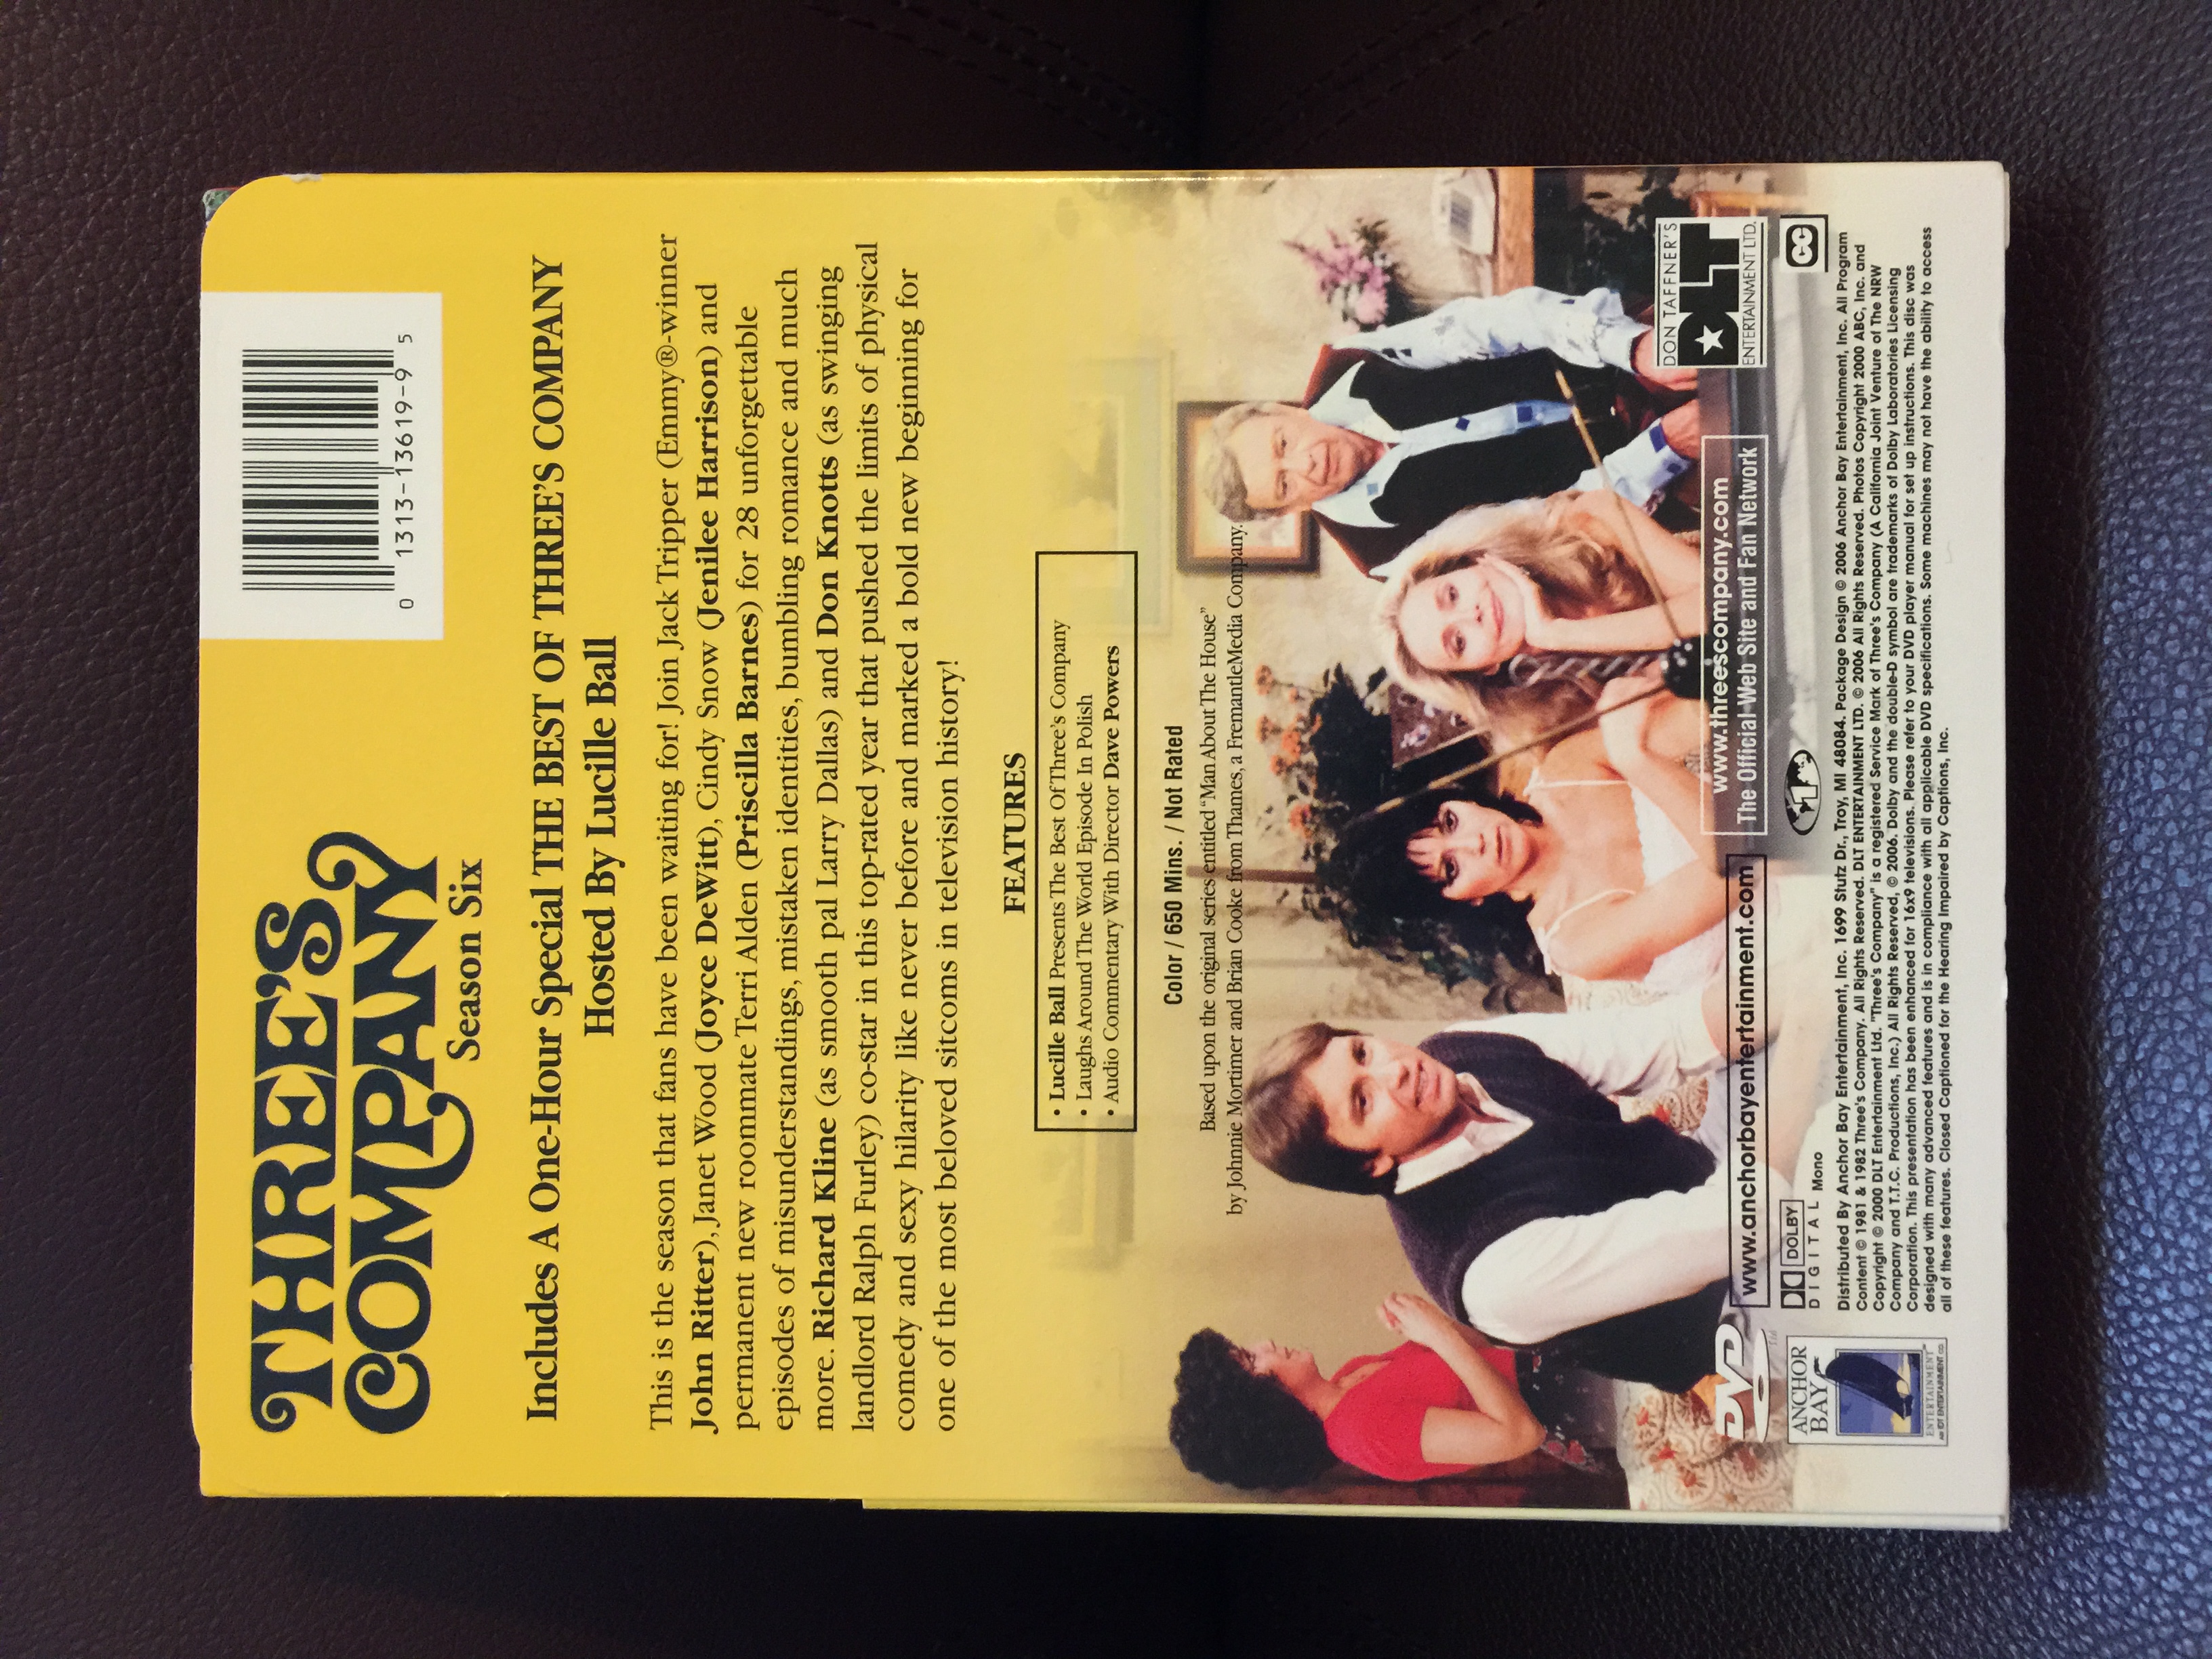 THREE'S
COMPANY
Season Six
0 1313-13619-9 5
Includes A One-Hour Special THE BEST OF THREE'S COMPANY
Hosted By Lucille Ball
This is the season that fans have been waiting for! Join Jack Tripper (Emmy®-winner
John Ritter), Janet Wood (Joyce DeWitt), Cindy Snow (Jenilee Harrison) and
permanent new roommate Terri Alden (Priscilla Barnes) for 28 unforgettable
episodes of misunderstandings, mistaken identities, bumbling romance and much
more. Richard Kline (as smooth pal Larry Dallas) and Don Knotts (as swinging
landlord Ralph Furley) co-star in this top-rated year that pushed the limits of physical
comedy and sexy hilarity like never before and marked a bold new beginning for
one of the most beloved sitcoms in television history!
FEATURES
• Lucille Ball Presents The Best Of Three's Company
• Laughs Around The World Episode In Polish
• Audio Commentary With Director Dave Powers
Color / 650 Mins. / Not Rated
Based upon the original series entitled "Man About The House"
by Johnnie Mortimer and Brian Cooke from Thames, a FremantleMedia Company.
DON TAFFNER'S
DLT
ENTERTAINMENT LTD.
DVD
www.anchorbayentertainment.com
www.threescompany.com
The Official Web Site and Fan Network
ANCHOR
BAY
ENTERTAINMENT
AN IDT ENTERTAINMENT CO.
DOLBY
DIGITAL Mono
1
CC
Distributed By Anchor Bay Entertainment, Inc. 1699 Stutz Dr., Troy, MI 48084. Package Design © 2006 Anchor Bay Entertainment, Inc. All Program
Content © 1981 & 1982 Three's Company. All Rights Reserved. DLT ENTERTAINMENT LTD. © 2006 All Rights Reserved. Photos Copyright 2000 ABC, Inc. and
Copyright © 2000 DLT Entertainment Ltd. "Three's Company" is a registered Service Mark of Three's Company (A California Joint Venture of The NRW
Company and T.T.C. Productions, Inc.) All Rights Reserved, © 2006. Dolby and the double-D symbol are trademarks of Dolby Laboratories Licensing
Corporation. This presentation has been enhanced for 16x9 televisions. Please refer to your DVD player manual for set up instructions. This disc was
designed with many advanced features and is in compliance with all applicable DVD specifications. Some machines may not have the ability to access
all of these features. Closed Captioned for the Hearing Impaired by Captions, Inc.